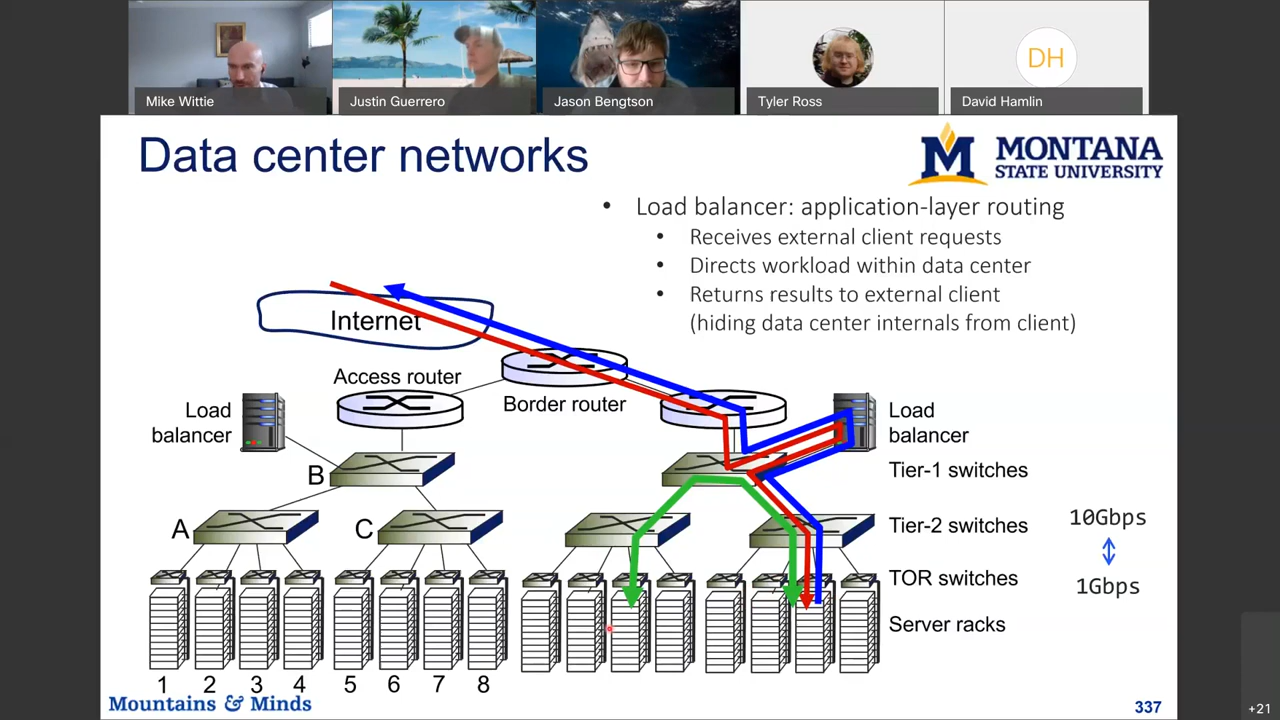 DH
Mike Wittie
Justin Guerrero
Jason Bengtson
Tyler Ross
David Hamlin
Data center networks
MONTANA
STATE UNIVERSITY
• Load balancer: application-layer routing
• Receives external client requests
• Directs workload within data center
• Returns results to external client
(hiding data center internals from client)
Internet
Access router
Border router
Load
balancer
Load
balancer
B
Tier-1 switches
A
C
Tier-2 switches
10Gbps
TOR switches
1Gbps
Server racks
1 2 3 4 5 6 7 8
Mountains & Minds
337
+21